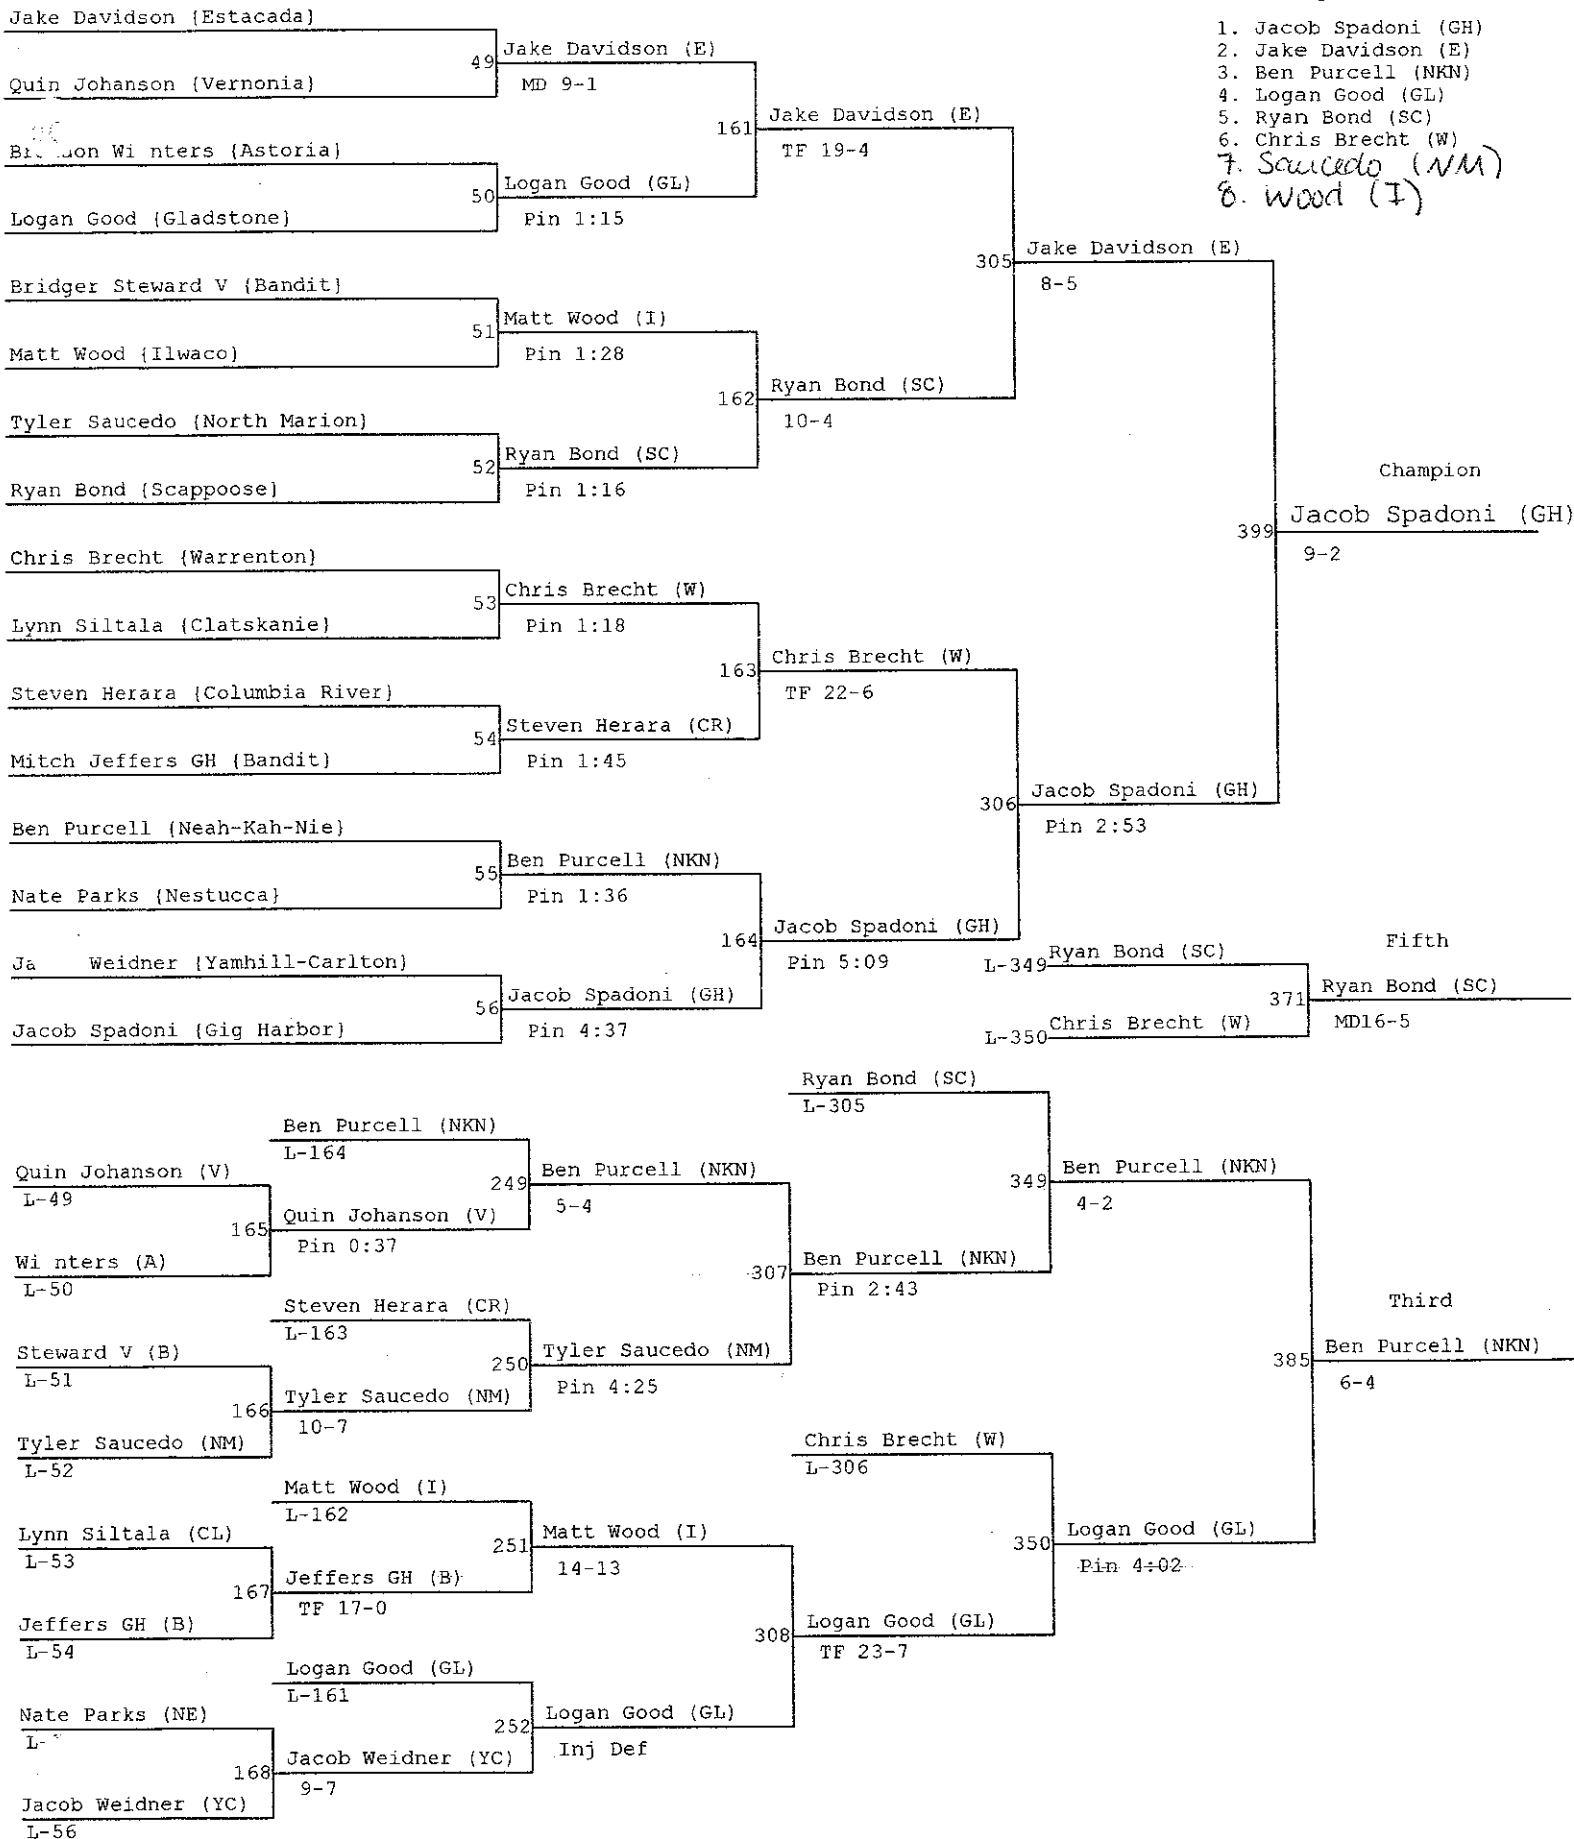 1. Jacob Spadoni (GH)
2. Jake Davidson (E)
3. Ben Purcell (NKN)
4. Logan Good (GL)
5. Ryan Bond (SC)
6. Chris Brecht (W)
7. Saucedo (NM)
8. Wood (I)
Jake Davidson {Estacada}
49 Jake Davidson (E)
Quin Johanson {Vernonia}
MD 9-1
161 Jake Davidson (E)
TF 19-4
Wi nters {Astoria}
50 Logan Good (GL)
Logan Good {Gladstone}
Pin 1:15
305 Jake Davidson (E)
8-5
Bridger Steward V {Bandit}
51 Matt Wood (I)
Matt Wood {Ilwaco}
Pin 1:28
162 Ryan Bond (SC)
10-4
Tyler Saucedo {North Marion}
52 Ryan Bond (SC)
Ryan Bond {Scappoose}
Pin 1:16
Champion
399 Jacob Spadoni (GH)
9-2
Chris Brecht {Warrenton}
53 Chris Brecht (W)
Lynn Siltala {Clatskanie}
Pin 1:18
163 Chris Brecht (W)
TF 22-6
Steven Herara {Columbia River}
54 Steven Herara (CR)
Mitch Jeffers GH {Bandit}
Pin 1:45
306 Jacob Spadoni (GH)
Pin 2:53
Ben Purcell {Neah-Kah-Nie}
55 Ben Purcell (NKN)
Nate Parks {Nestucca}
Pin 1:36
164 Jacob Spadoni (GH)
Pin 5:09
Ja Weidner {Yamhill-Carlton}
56 Jacob Spadoni (GH)
Jacob Spadoni {Gig Harbor}
Pin 4:37
Fifth
L-349 Ryan Bond (SC)
371 Ryan Bond (SC)
MD16-5
L-350 Chris Brecht (W)
Ryan Bond (SC)
L-305
Ben Purcell (NKN)
L-164
Quin Johanson (V)
L-49
249 Ben Purcell (NKN)
5-4
349 Ben Purcell (NKN)
4-2
165 Quin Johanson (V)
Pin 0:37
Wi nters (A)
L-50
307 Ben Purcell (NKN)
Pin 2:43
Steven Herara (CR)
L-163
Third
385 Ben Purcell (NKN)
6-4
Steward V (B)
L-51
250 Tyler Saucedo (NM)
Pin 4:25
166 Tyler Saucedo (NM)
10-7
Tyler Saucedo (NM)
L-52
Chris Brecht (W)
L-306
Matt Wood (I)
L-162
Lynn Siltala (CL)
L-53
251 Matt Wood (I)
14-13
350 Logan Good (GL)
Pin 4:02
167 Jeffers GH (B)
TF 17-0
Jeffers GH (B)
L-54
308 Logan Good (GL)
TF 23-7
Logan Good (GL)
L-161
Nate Parks (NE)
L-
252 Logan Good (GL)
Inj Def
168 Jacob Weidner (YC)
9-7
Jacob Weidner (YC)
L-56